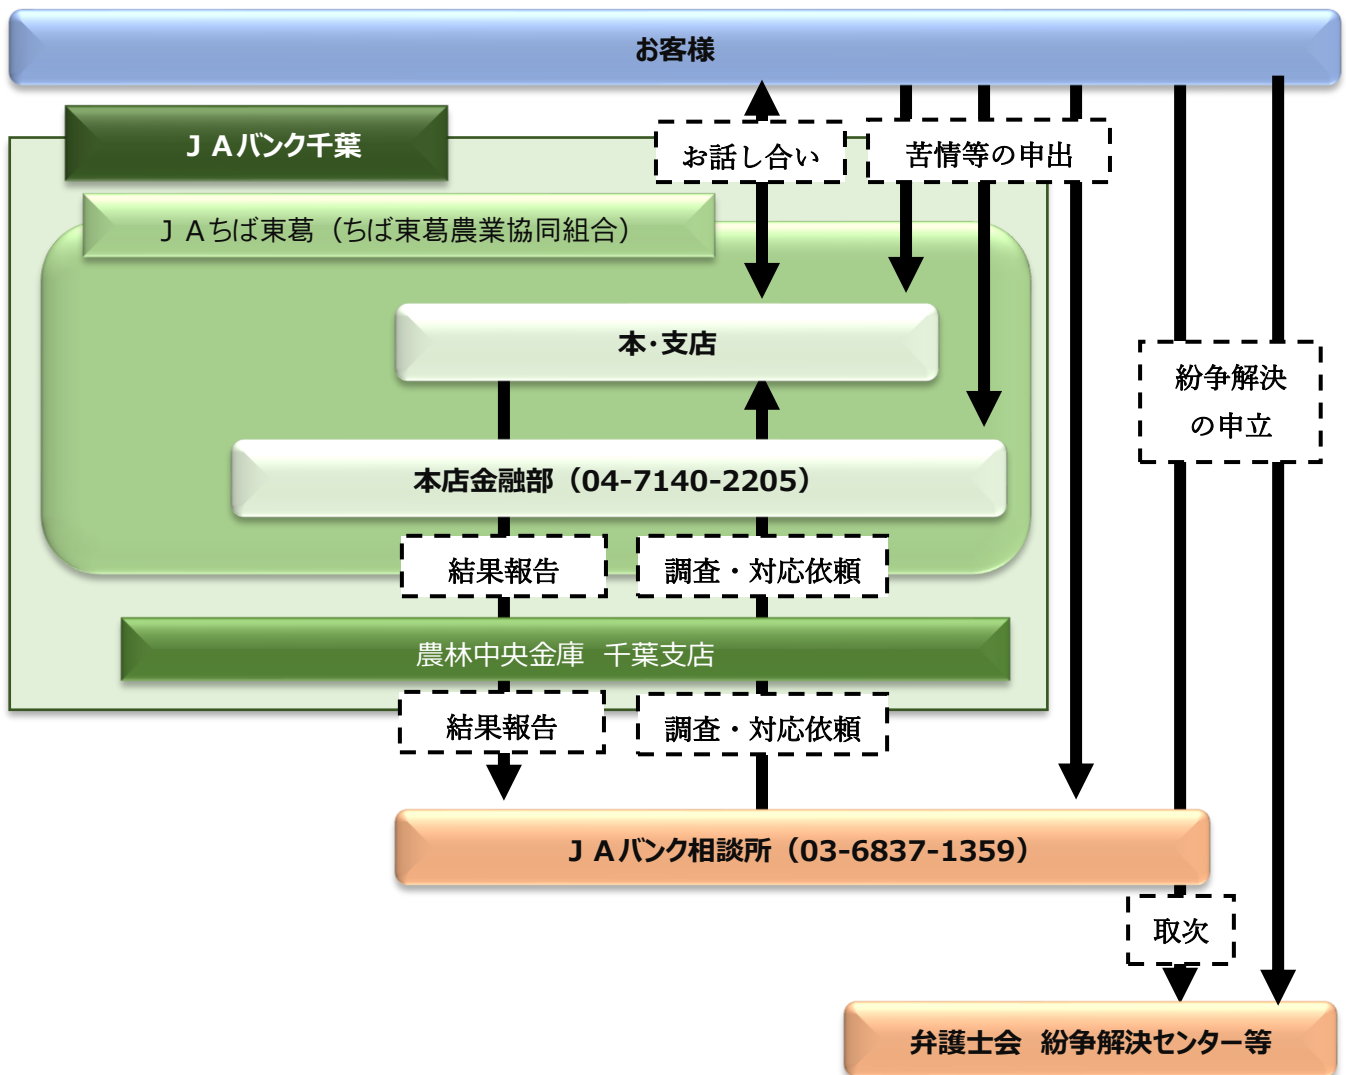 お客様
ＪＡバンク千葉
お話し合い
苦情等の申出
ＪＡちば東葛（ちば東葛農業協同組合）
本・支店
紛争解決
の申立
本店金融部（04-7140-2205）
結果報告
調査・対応依頼
農林中央金庫　千葉支店
結果報告
調査・対応依頼
ＪＡバンク相談所（03-6837-1359）
取次
弁護士会　紛争解決センター等